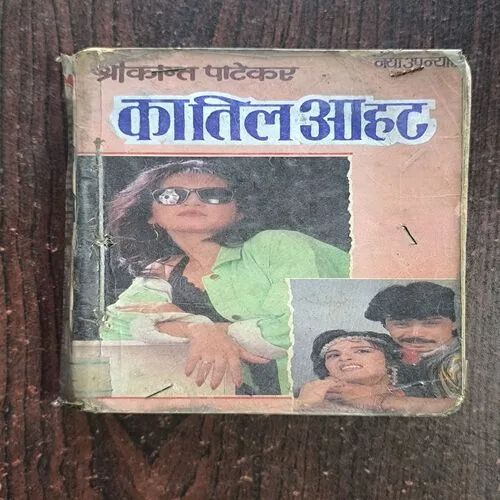 श्रीकान्त पाटेकर
नया उपन्यास
कातिल आहट